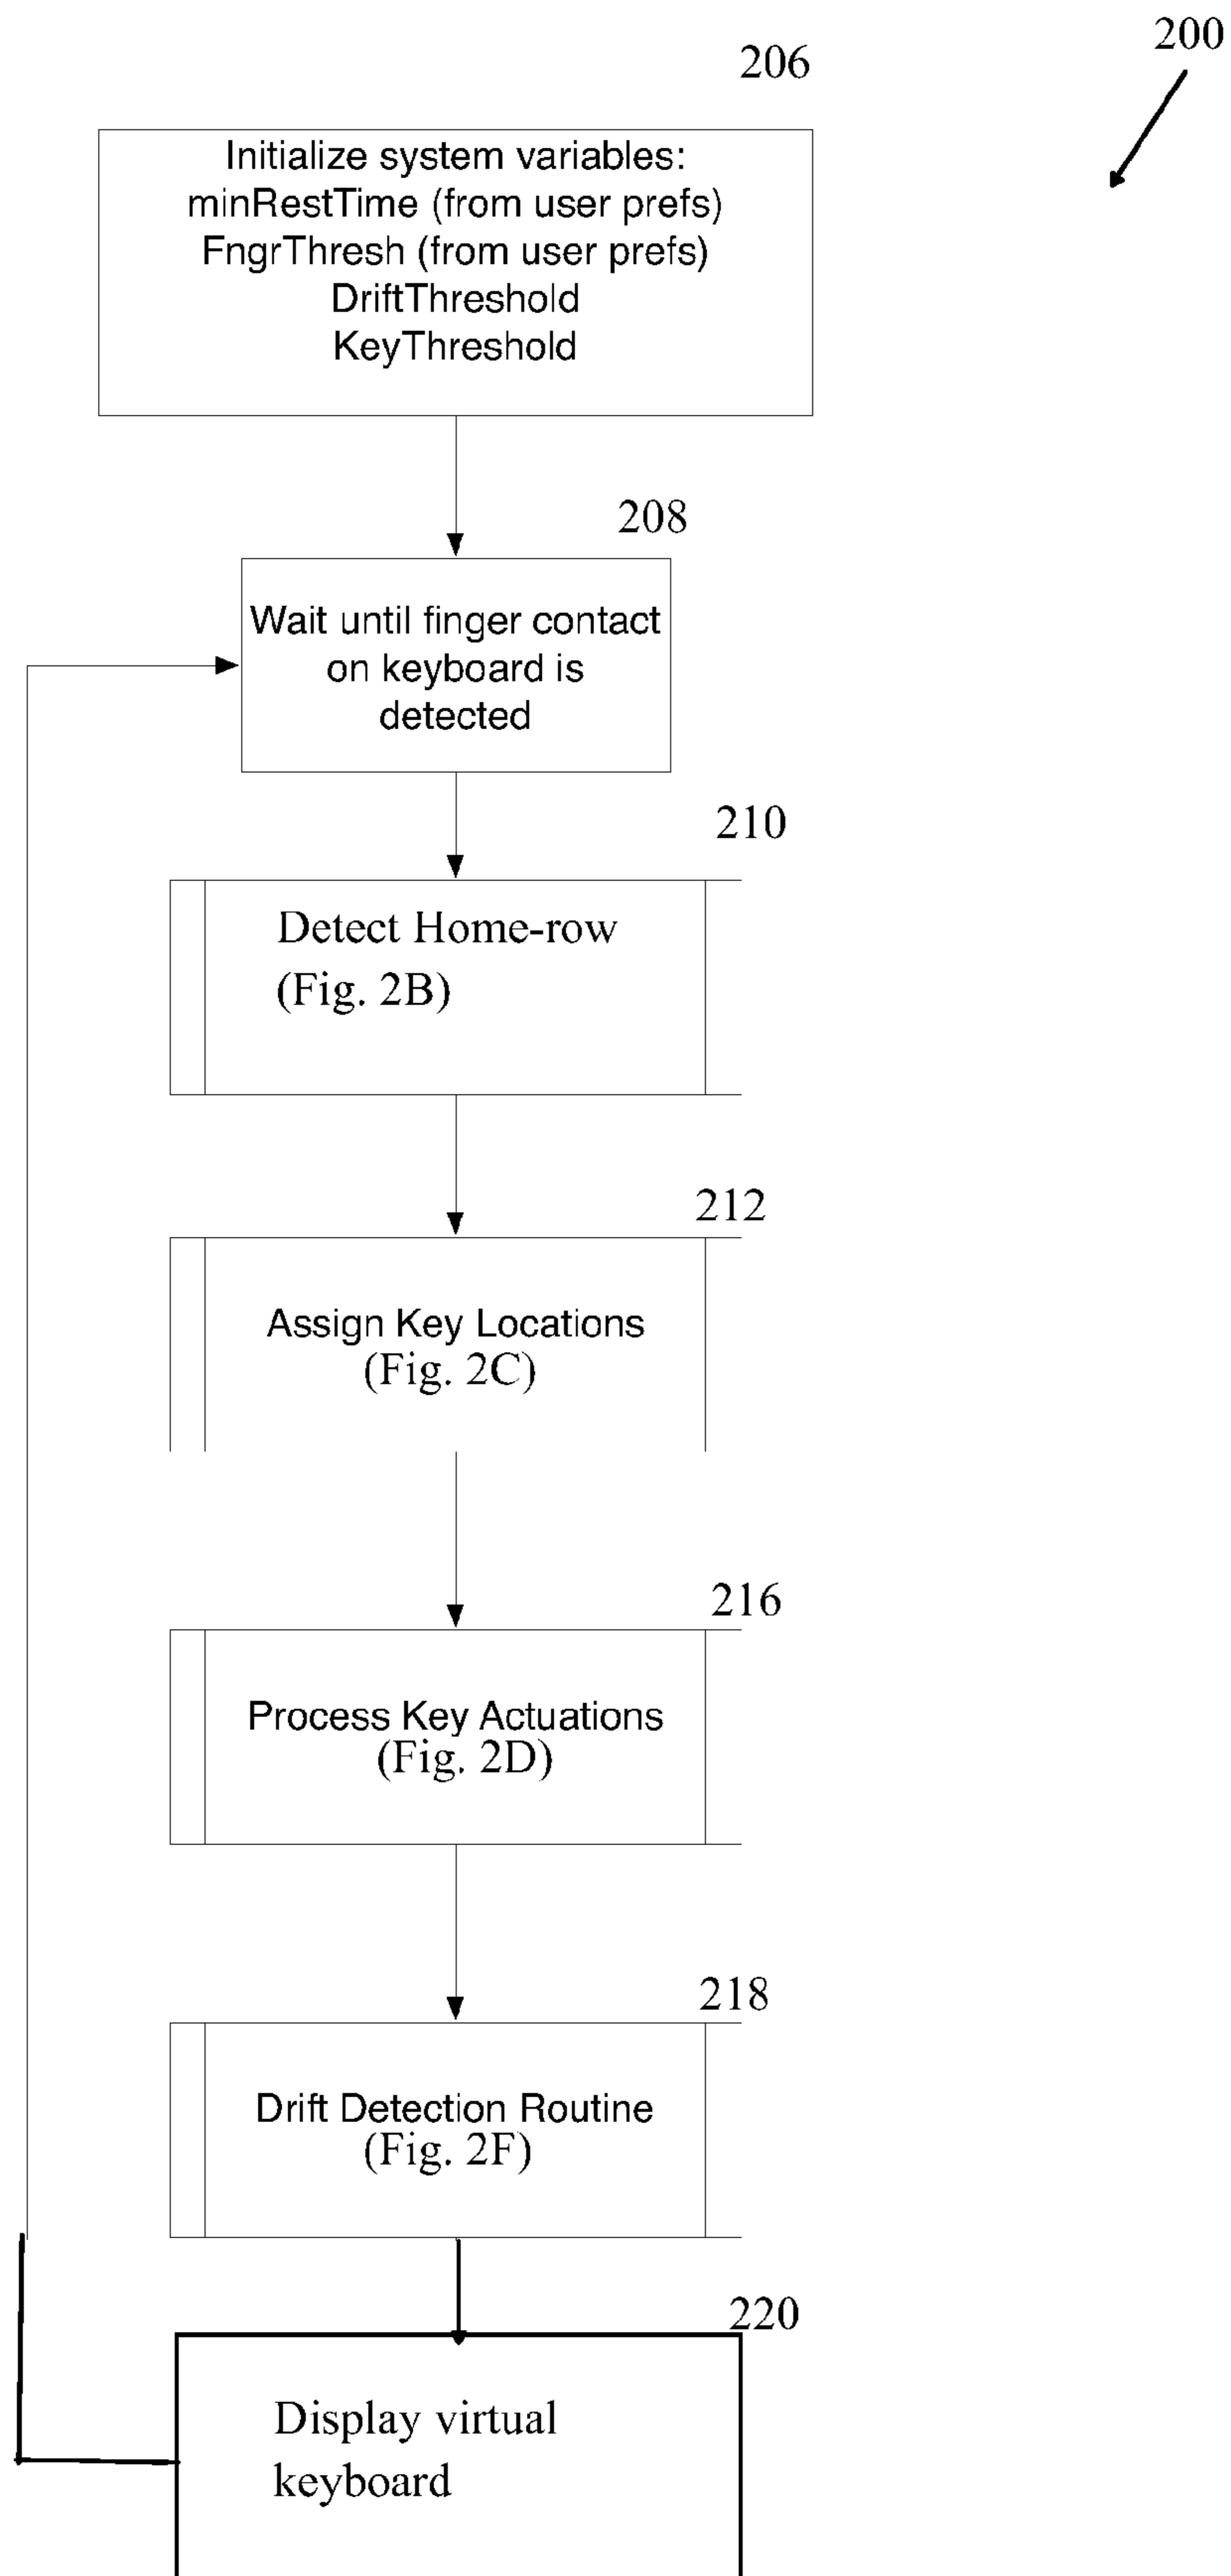 200
206
Initialize system variables:
minRestTime (from user prefs)
FngrThresh (from user prefs)
DriftThreshold
KeyThreshold
208
Wait until finger contact
on keyboard is
detected
210
Detect Home-row
(Fig. 2B)
212
Assign Key Locations
(Fig. 2C)
216
Process Key Actuations
(Fig. 2D)
218
Drift Detection Routine
(Fig. 2F)
220
Display virtual
keyboard